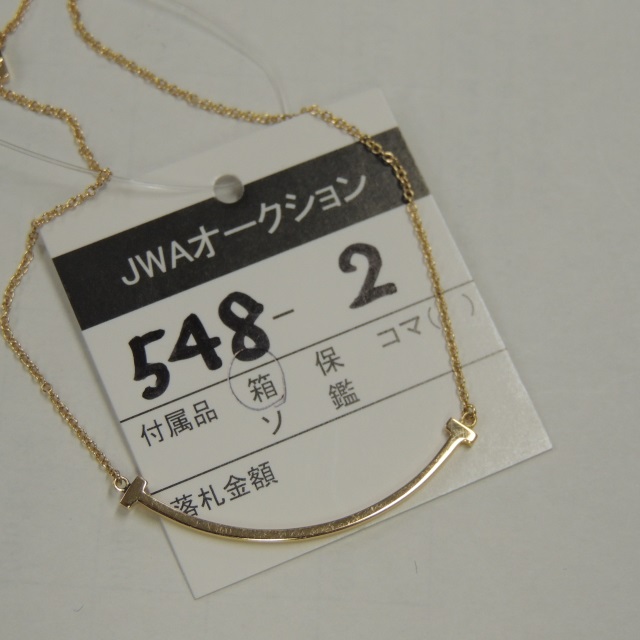 JWAオークション
548-2
付属品 箱 保 コマ( )
ソ 鑑
落札金額